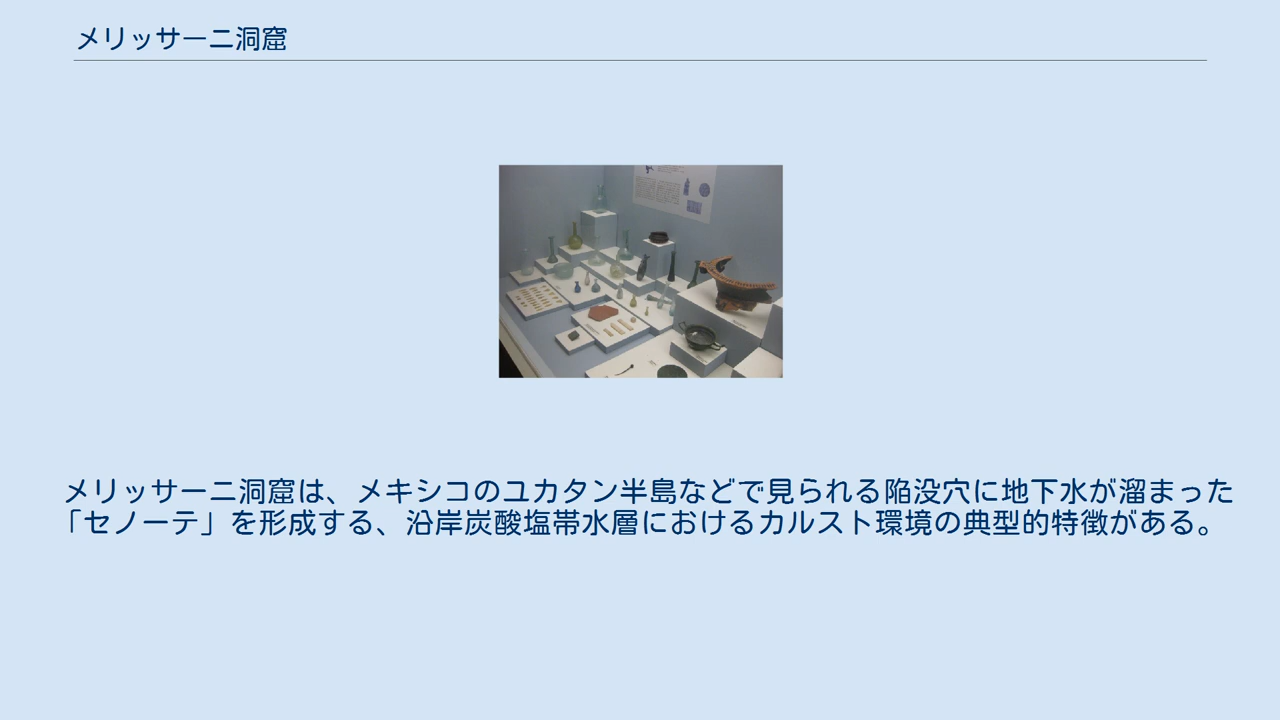 メリッサーニ洞窟
メリッサーニ洞窟は、メキシコのユカタン半島などで見られる陥没穴に地下水が溜まった
「セノーテ」を形成する、沿岸炭酸塩帯水層におけるカルスト環境の典型的特徴がある。